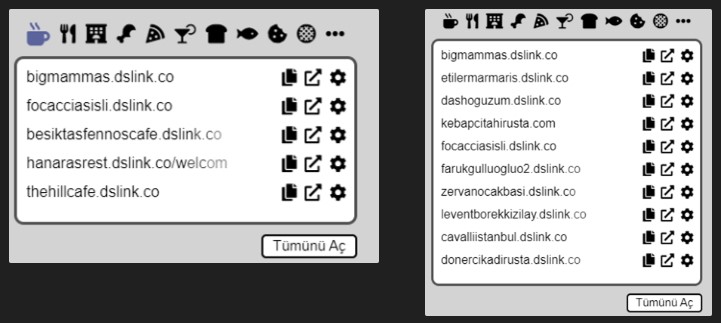 bigmammas.dslink.co
focacciasisli.dslink.co
besiktasfennoscafe.dslink.co
hanarasrest.dslink.co/welcom
thehillcafe.dslink.co
Tümünü Aç
bigmammas.dslink.co
etilermarmaris.dslink.co
dashoguzum.dslink.co
kebapcitahirusta.com
focacciasisli.dslink.co
farukgulluogluo2.dslink.co
zervanocakbasi.dslink.co
leventborekkizilay.dslink.co
cavalliistanbul.dslink.co
donercikadirusta.dslink.co
Tümünü Aç